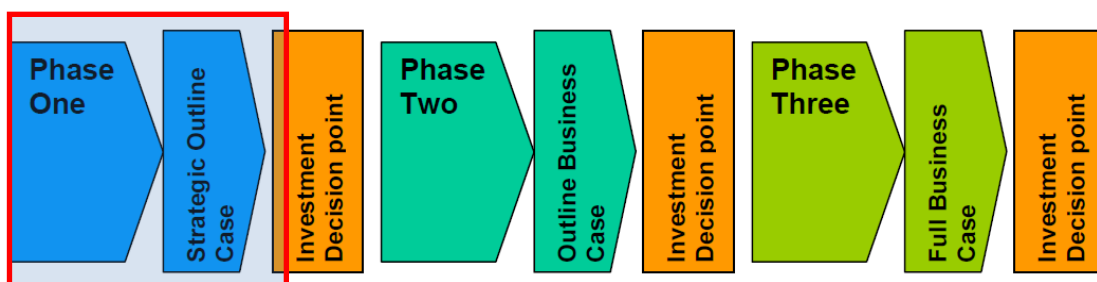 Phase
One
Strategic Outline
Case
Investment
Decision point
Phase
Two
Outline Business
Case
Investment
Decision point
Phase
Three
Full Business
Case
Investment
Decision point